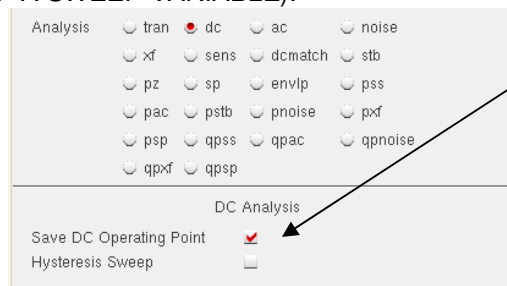 Analysis tran dc ac noise
xf sens dcmatch stb
pz sp envlp pss
pac pstb pnoise pxf
psp qpss qpac qpnoise
qpxf qpsp
DC Analysis
Save DC Operating Point
Hysteresis Sweep